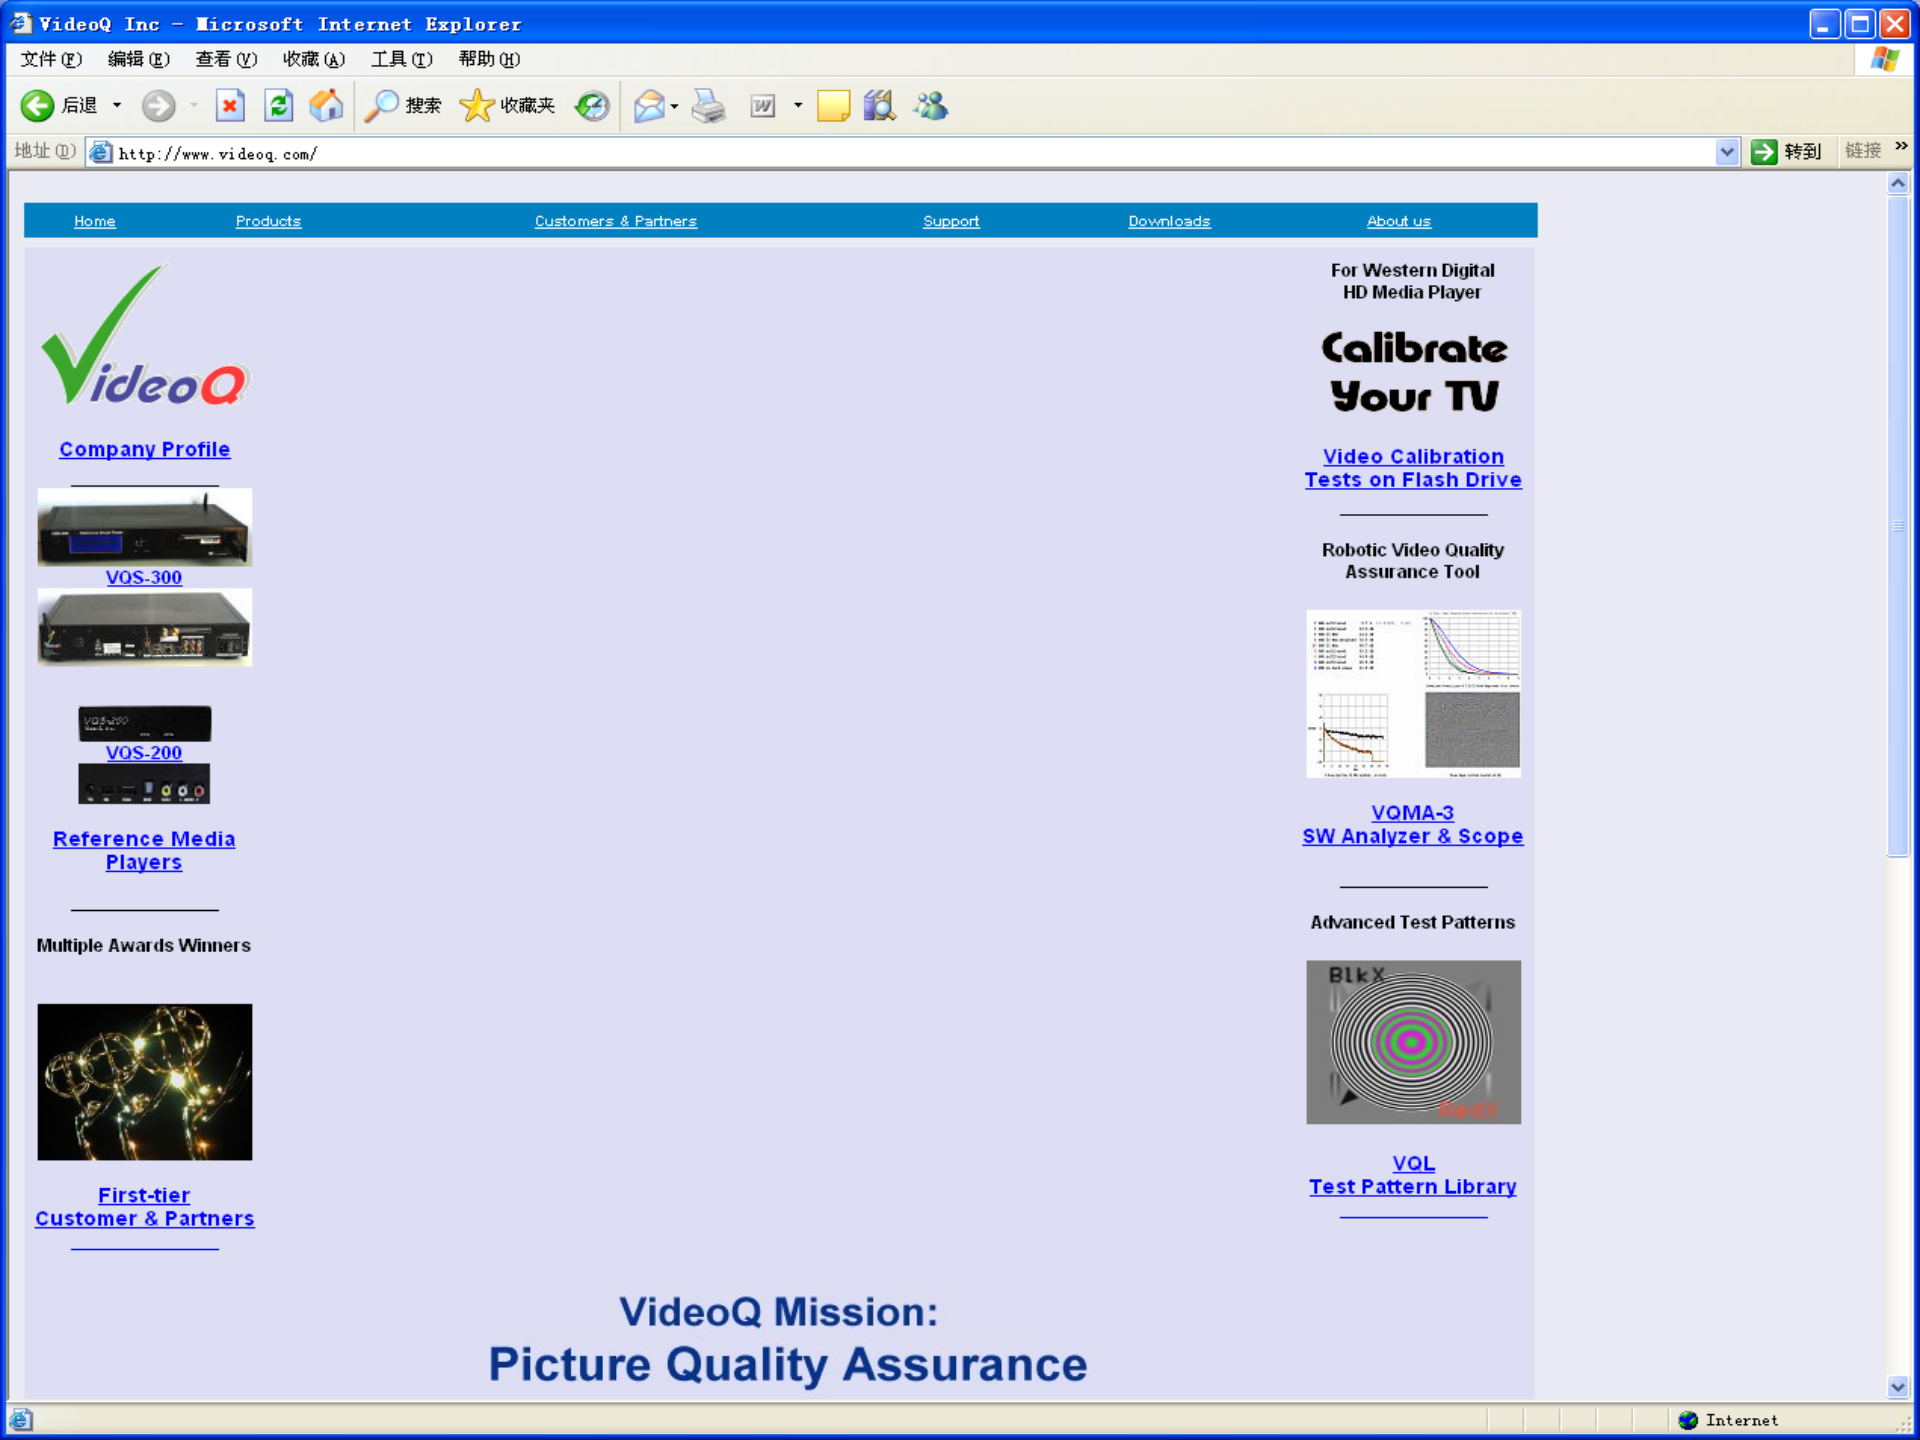 VideoQ Inc - Microsoft Internet Explorer
文件(F) 编辑(E) 查看(V) 收藏(A) 工具(T) 帮助(H)
后退 搜索 收藏夹
地址(D) http://www.videoq.com/ 转到 链接 »
Home Products Customers & Partners Support Downloads About us
VideoQ
Company Profile
VQS-300
VQS-200
VQS-200
Reference Media
Players
Multiple Awards Winners
First-tier
Customer & Partners
For Western Digital
HD Media Player
Calibrate
Your TV
Video Calibration
Tests on Flash Drive
Robotic Video Quality
Assurance Tool
VQMA-3
SW Analyzer & Scope
Advanced Test Patterns
BlkX
RedX
VQL
Test Pattern Library
VideoQ Mission:
Picture Quality Assurance
Internet